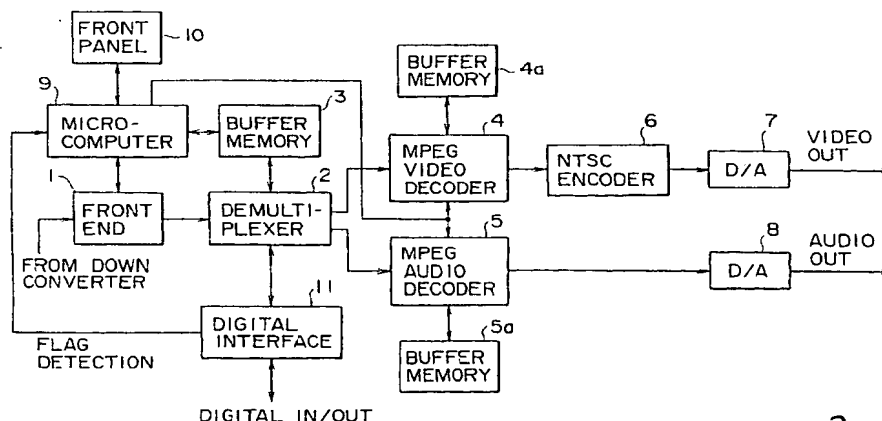 FRONT
PANEL
10
9
MICRO-
COMPUTER
3
BUFFER
MEMORY
BUFFER
MEMORY
4a
4
MPEG
VIDEO
DECODER
6
NTSC
ENCODER
7
D/A
VIDEO
OUT
1
FRONT
END
2
DEMULTI-
PLEXER
5
MPEG
AUDIO
DECODER
8
D/A
AUDIO
OUT
FROM DOWN
CONVERTER
11
DIGITAL
INTERFACE
FLAG
DETECTION
5a
BUFFER
MEMORY
DIGITAL IN/OUT